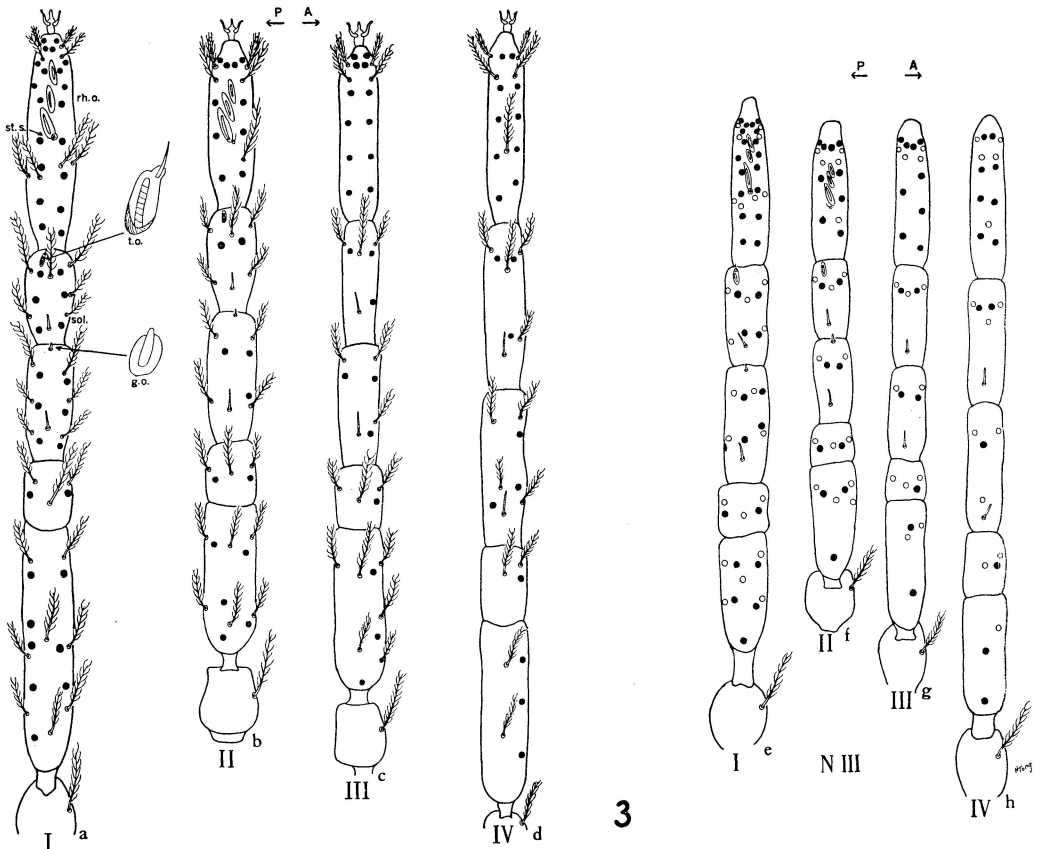 P A
P A
rh.o.
st.s.
t.o.
sol.
g.o.
I a
II b
III c
IV d
3
I e
II f
III g
IV h
N III